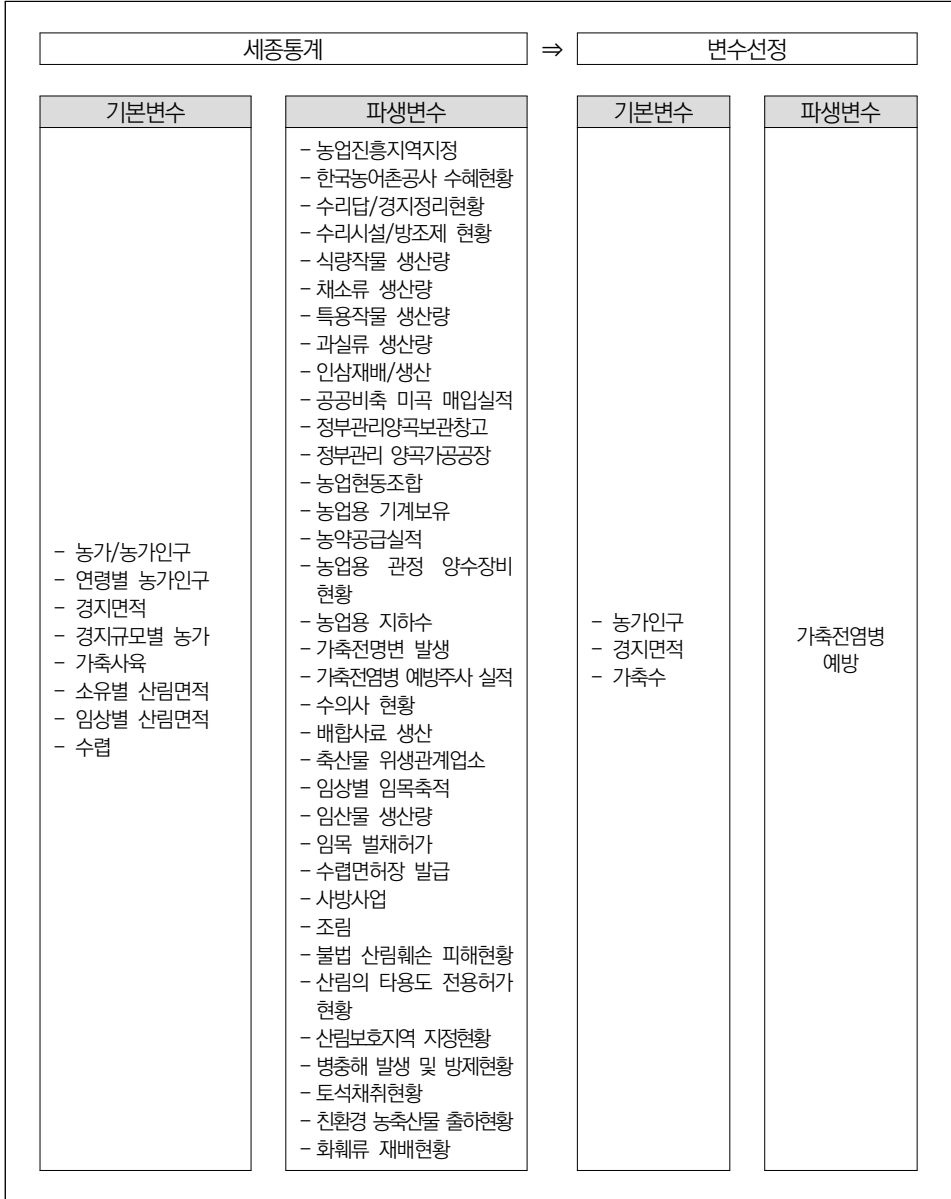 세종통계
⇒
변수선정
기본변수
- 농가/농가인구
- 연령별 농가인구
- 경지면적
- 경지규모별 농가
- 가축사육
- 소유별 산림면적
- 임상별 산림면적
- 수렵
파생변수
- 농업진흥지역지정
- 한국농어촌공사 수혜현황
- 수리답/경지정리현황
- 수리시설/방조제 현황
- 식량작물 생산량
- 채소류 생산량
- 특용작물 생산량
- 과실류 생산량
- 인삼재배/생산
- 공공비축 미곡 매입실적
- 정부관리양곡보관창고
- 정부관리 양곡가공공장
- 농업현동조합
- 농업용 기계보유
- 농약공급실적
- 농업용 관정 양수장비
현황
- 농업용 지하수
- 가축전명변 발생
- 가축전염병 예방주사 실적
- 수의사 현황
- 배합사료 생산
- 축산물 위생관계업소
- 임상별 임목축적
- 임산물 생산량
- 임목 벌채허가
- 수렵면허장 발급
- 사방사업
- 조림
- 불법 산림훼손 피해현황
- 산림의 타용도 전용허가
현황
- 산림보호지역 지정현황
- 병충해 발생 및 방제현황
- 토석채취현황
- 친환경 농축산물 출하현황
- 화훼류 재배현황
기본변수
- 농가인구
- 경지면적
- 가축수
파생변수
가축전염병
예방